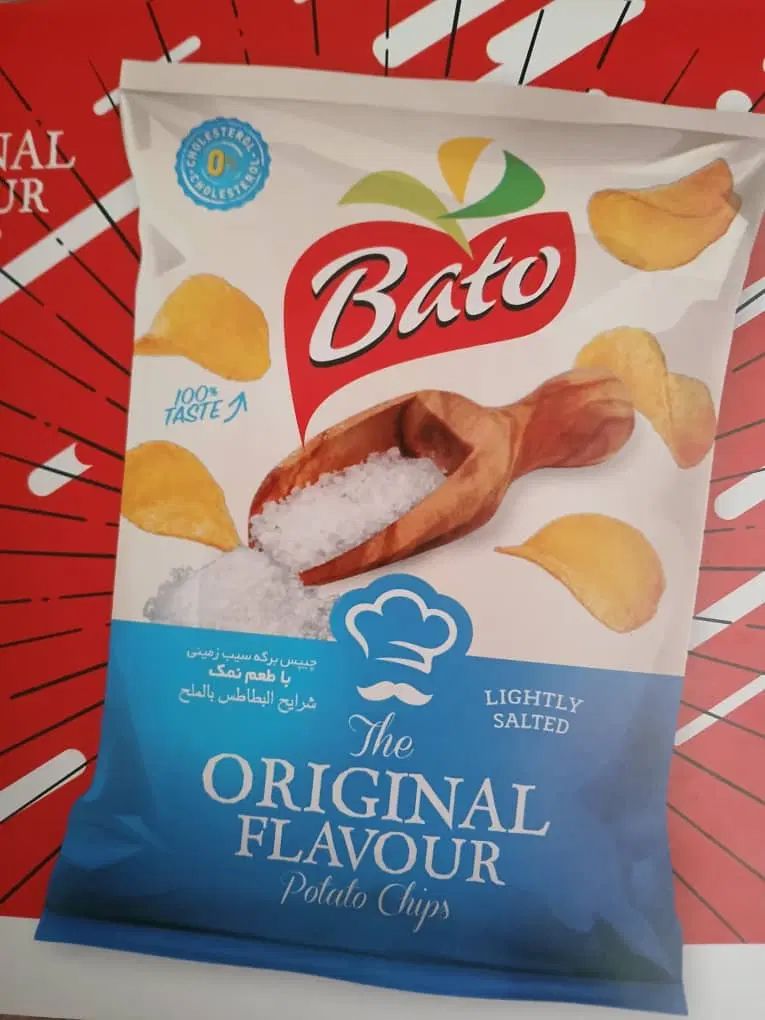 NAL
UR
CHOLESTEROL
0%
CHOLESTEROL
Bato
100%
TASTE
چیپس برگه سیب زمینی
با طعم نمک
شرايح البطاطس بالملح
LIGHTLY
SALTED
The
ORIGINAL
FLAVOUR
Potato Chips